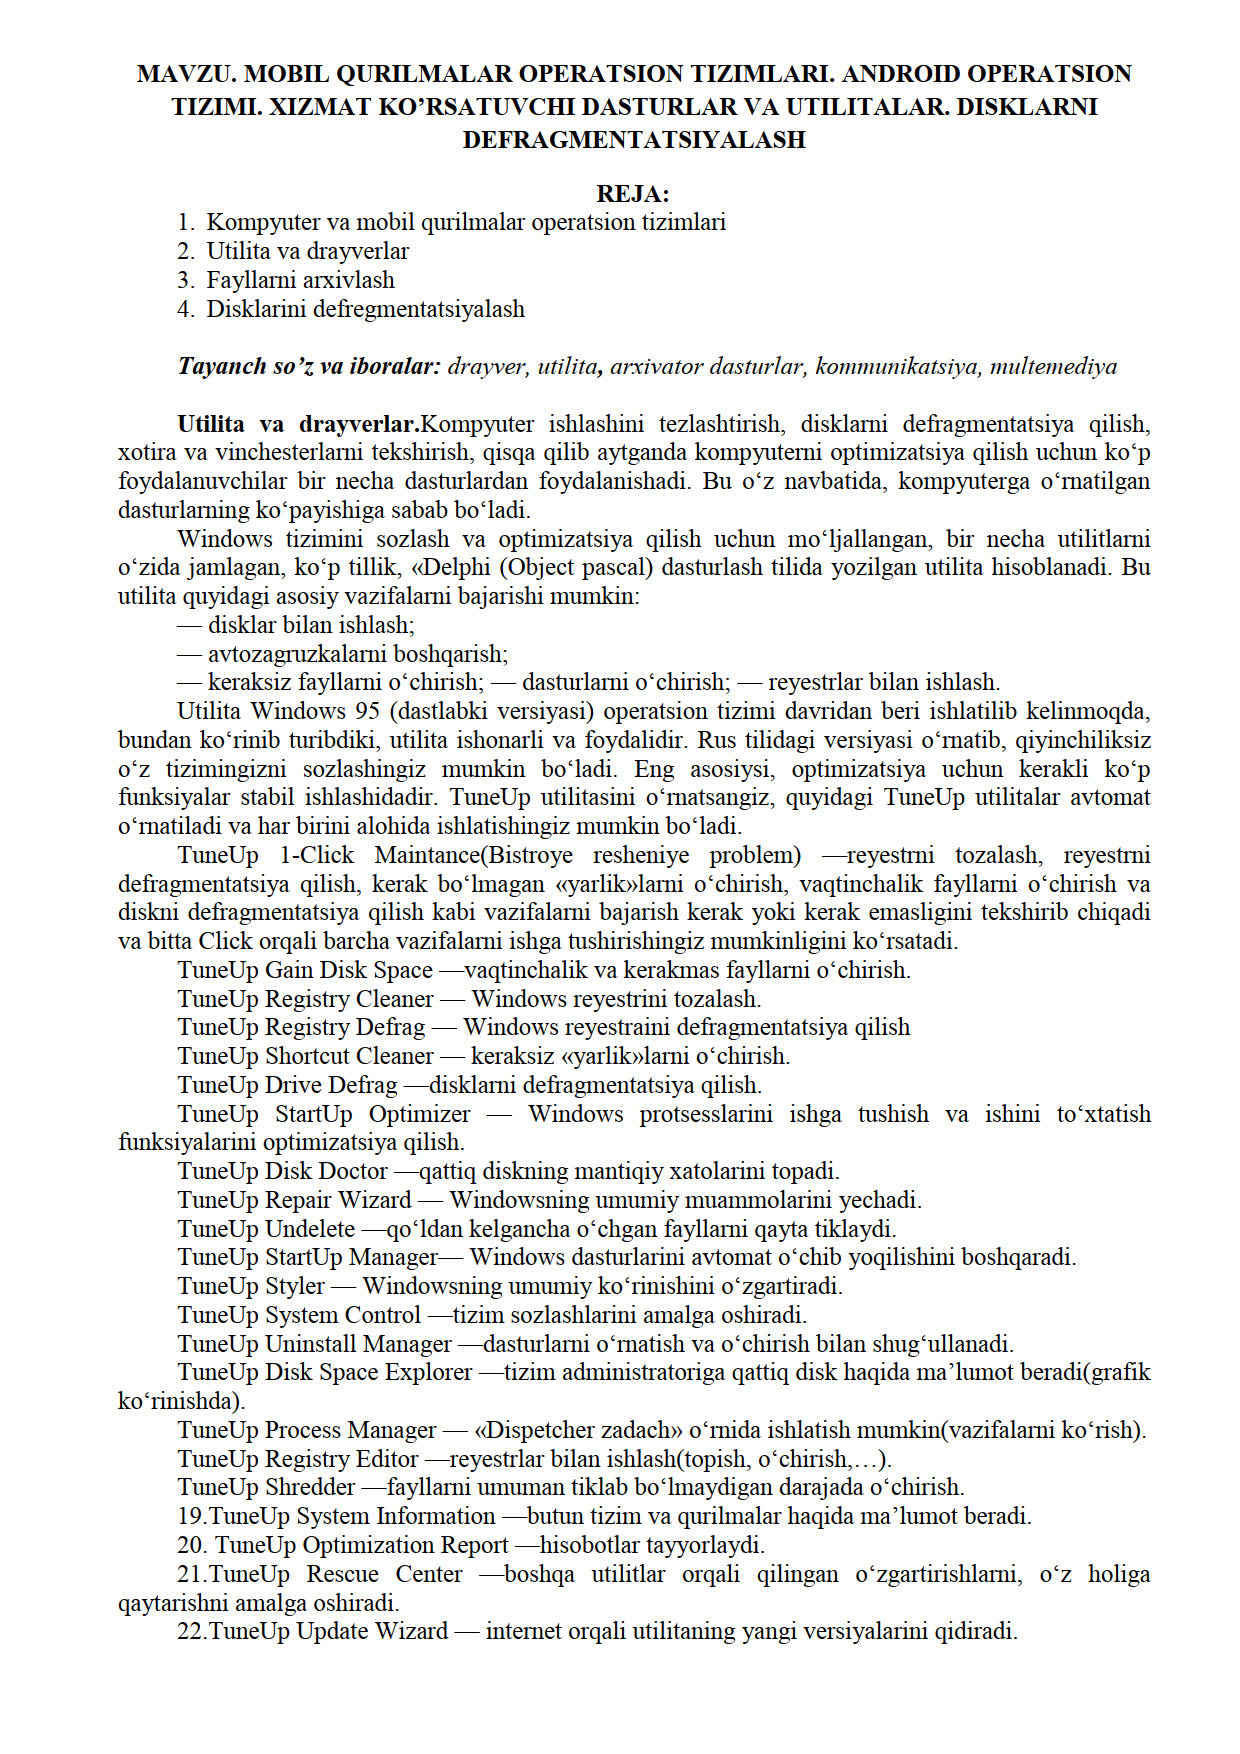 MAVZU. MOBIL QURILMALAR OPERATSION TIZIMLARI. ANDROID OPERATSION
TIZIMI. XIZMAT KO’RSATUVCHI DASTURLAR VA UTILITALAR. DISKLARNI
DEFRAGMENTATSIYALASH
REJA:
1. Kompyuter va mobil qurilmalar operatsion tizimlari
2. Utilita va drayverlar
3. Fayllarni arxivlash
4. Disklarini defregmentatsiyalash
Tayanch so’z va iboralar: drayver, utilita, arxivator dasturlar, kommunikatsiya, multemediya
Utilita va drayverlar.Kompyuter ishlashini tezlashtirish, disklarni defragmentatsiya qilish,
xotira va vinchesterlarni tekshirish, qisqa qilib aytganda kompyuterni optimizatsiya qilish uchun ko‘p
foydalanuvchilar bir necha dasturlardan foydalanishadi. Bu o‘z navbatida, kompyuterga o‘rnatilgan
dasturlarning ko‘payishiga sabab bo‘ladi.
Windows tizimini sozlash va optimizatsiya qilish uchun mo‘ljallangan, bir necha utilitlarni
o‘zida jamlagan, ko‘p tillik, «Delphi (Object pascal) dasturlash tilida yozilgan utilita hisoblanadi. Bu
utilita quyidagi asosiy vazifalarni bajarishi mumkin:
— disklar bilan ishlash;
— avtozagruzkalarni boshqarish;
— keraksiz fayllarni o‘chirish; — dasturlarni o‘chirish; — reyestrlar bilan ishlash.
Utilita Windows 95 (dastlabki versiyasi) operatsion tizimi davridan beri ishlatilib kelinmoqda,
bundan ko‘rinib turibdiki, utilita ishonarli va foydalidir. Rus tilidagi versiyasi o‘rnatib, qiyinchiliksiz
o‘z tizimingizni sozlashingiz mumkin bo‘ladi. Eng asosiysi, optimizatsiya uchun kerakli ko‘p
funksiyalar stabil ishlashidadir. TuneUp utilitasini o‘rnatsangiz, quyidagi TuneUp utilitalar avtomat
o‘rnatiladi va har birini alohida ishlatishingiz mumkin bo‘ladi.
TuneUp 1-Click Maintance(Bistroye resheniye problem) —reyestrni tozalash, reyestrni
defragmentatsiya qilish, kerak bo‘lmagan «yarlik»larni o‘chirish, vaqtinchalik fayllarni o‘chirish va
diskni defragmentatsiya qilish kabi vazifalarni bajarish kerak yoki kerak emasligini tekshirib chiqadi
va bitta Click orqali barcha vazifalarni ishga tushirishingiz mumkinligini ko‘rsatadi.
TuneUp Gain Disk Space —vaqtinchalik va kerakmas fayllarni o‘chirish.
TuneUp Registry Cleaner — Windows reyestrini tozalash.
TuneUp Registry Defrag — Windows reyestraini defragmentatsiya qilish
TuneUp Shortcut Cleaner — keraksiz «yarlik»larni o‘chirish.
TuneUp Drive Defrag —disklarni defragmentatsiya qilish.
TuneUp StartUp Optimizer — Windows protsesslarini ishga tushish va ishini to‘xtatish
funksiyalarini optimizatsiya qilish.
TuneUp Disk Doctor —qattiq diskning mantiqiy xatolarini topadi.
TuneUp Repair Wizard — Windowsning umumiy muammolarini yechadi.
TuneUp Undelete —qo‘ldan kelgancha o‘chgan fayllarni qayta tiklaydi.
TuneUp StartUp Manager— Windows dasturlarini avtomat o‘chib yoqilishini boshqaradi.
TuneUp Styler — Windowsning umumiy ko‘rinishini o‘zgartiradi.
TuneUp System Control —tizim sozlashlarini amalga oshiradi.
TuneUp Uninstall Manager —dasturlarni o‘rnatish va o‘chirish bilan shug‘ullanadi.
TuneUp Disk Space Explorer —tizim administratoriga qattiq disk haqida ma’lumot beradi(grafik
ko‘rinishda).
TuneUp Process Manager — «Dispetcher zadach» o‘rnida ishlatish mumkin(vazifalarni ko‘rish).
TuneUp Registry Editor —reyestrlar bilan ishlash(topish, o‘chirish,…).
TuneUp Shredder —fayllarni umuman tiklab bo‘lmaydigan darajada o‘chirish.
19.TuneUp System Information —butun tizim va qurilmalar haqida ma’lumot beradi.
20. TuneUp Optimization Report —hisobotlar tayyorlaydi.
21.TuneUp Rescue Center —boshqa utilitlar orqali qilingan o‘zgartirishlarni, o‘z holiga
qaytarishni amalga oshiradi.
22.TuneUp Update Wizard — internet orqali utilitaning yangi versiyalarini qidiradi.